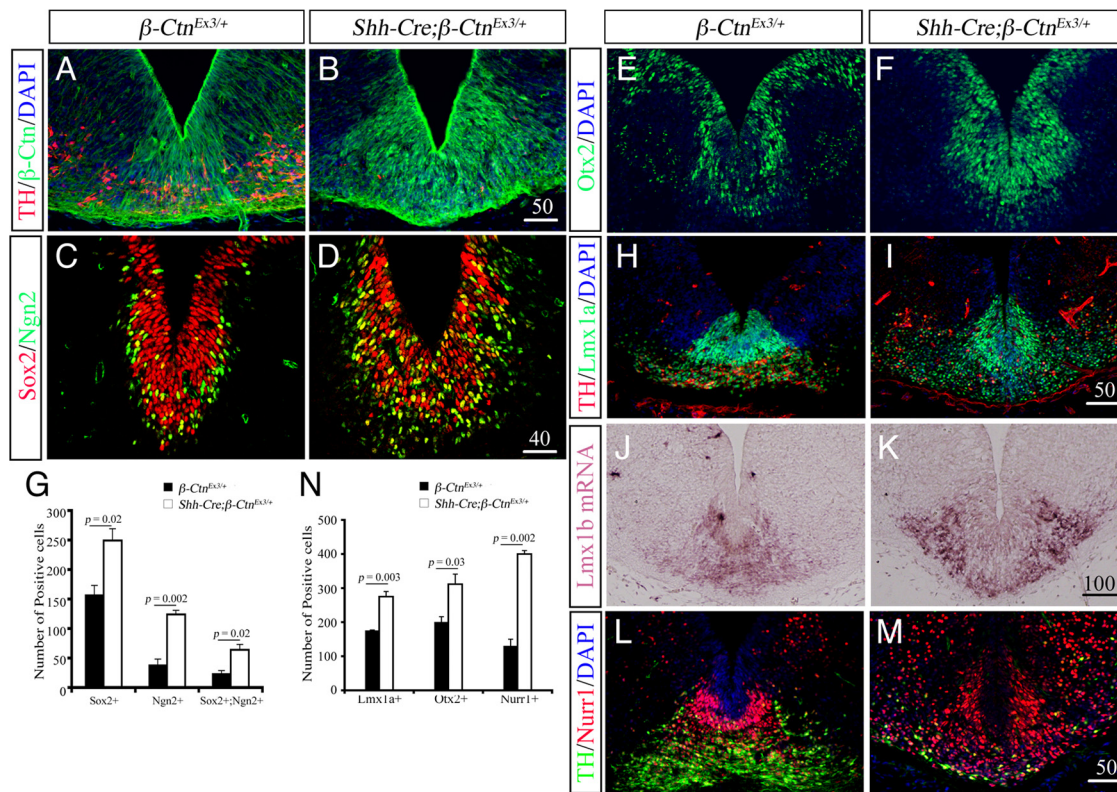 β-Ctn^Ex3/+
Shh-Cre;β-Ctn^Ex3/+
TH/β-Ctn/DAPI
A
B
50
Sox2/Ngn2
C
D
40
G
β-Ctn^Ex3/+
Shh-Cre;β-Ctn^Ex3/+
Number of Positive cells
300
250
200
150
100
50
0
p = 0.02
p = 0.002
p = 0.02
Sox2+
Ngn2+
Sox2+;Ngn2+
N
β-Ctn^Ex3/+
Shh-Cre;β-Ctn^Ex3/+
Number of Positive cells
500
400
300
200
100
0
p = 0.003
p = 0.03
p = 0.002
Lmx1a+
Otx2+
Nurr1+
β-Ctn^Ex3/+
Shh-Cre;β-Ctn^Ex3/+
Otx2/DAPI
E
F
TH/Lmx1a/DAPI
H
I
50
Lmx1b mRNA
J
K
100
TH/Nurr1/DAPI
L
M
50